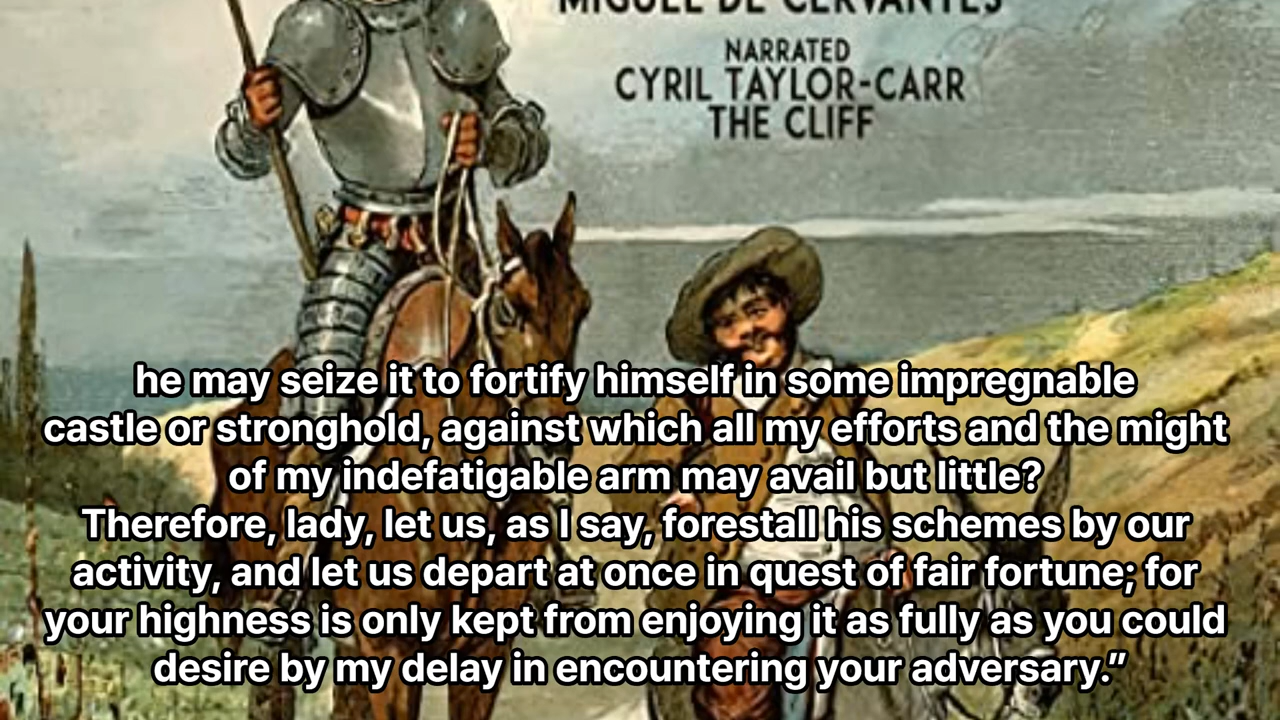 MIGUEL DE CERVANTES
NARRATED
CYRIL TAYLOR-CARR
THE CLIFF
he may seize it to fortify himself in some impregnable
castle or stronghold, against which all my efforts and the might
of my indefatigable arm may avail but little?
Therefore, lady, let us, as I say, forestall his schemes by our
activity, and let us depart at once in quest of fair fortune; for
your highness is only kept from enjoying it as fully as you could
desire by my delay in encountering your adversary.”